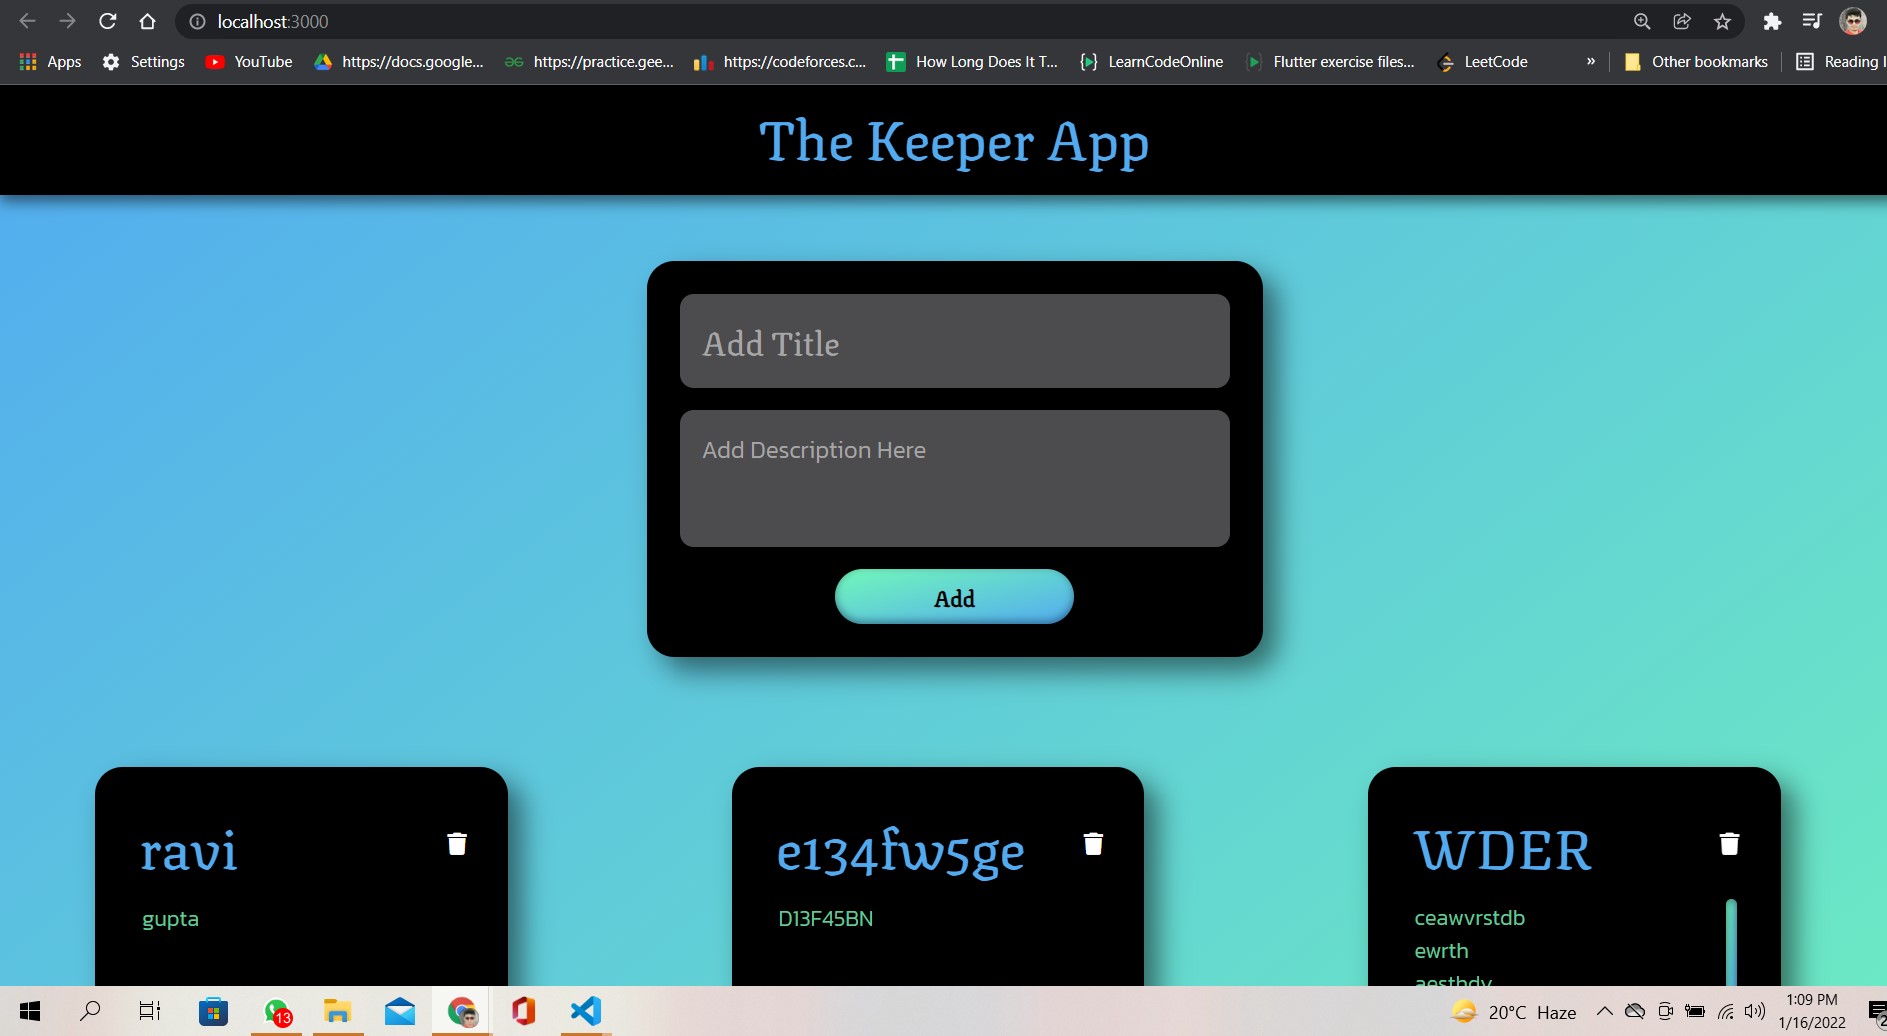 localhost:3000
Apps Settings YouTube https://docs.google... https://practice.gee... https://codeforces.c... How Long Does It T... LearnCodeOnline Flutter exercise files... LeetCode » Other bookmarks Reading
The Keeper App
Add Title
Add Description Here
Add
ravi e134fw5ge WDER
gupta D13F45BN ceawvrstdb
ewrth
aesthdv
13 20°C Haze 1:09 PM
1/16/2022